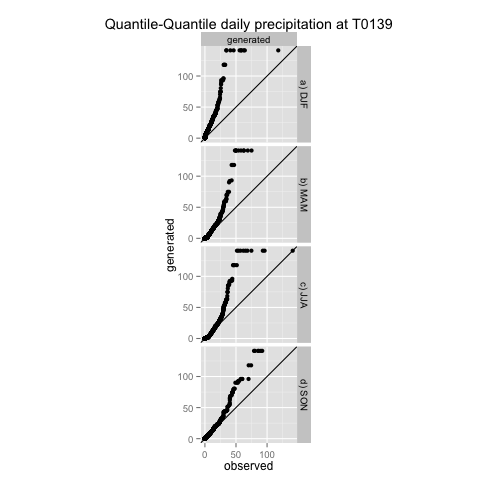 Quantile-Quantile daily precipitation at T0139
generated
100
50
0
a) DJF
100
50
0
b) MAM
generated
100
50
0
c) JJA
100
50
0
d) SON
0 50 100
observed